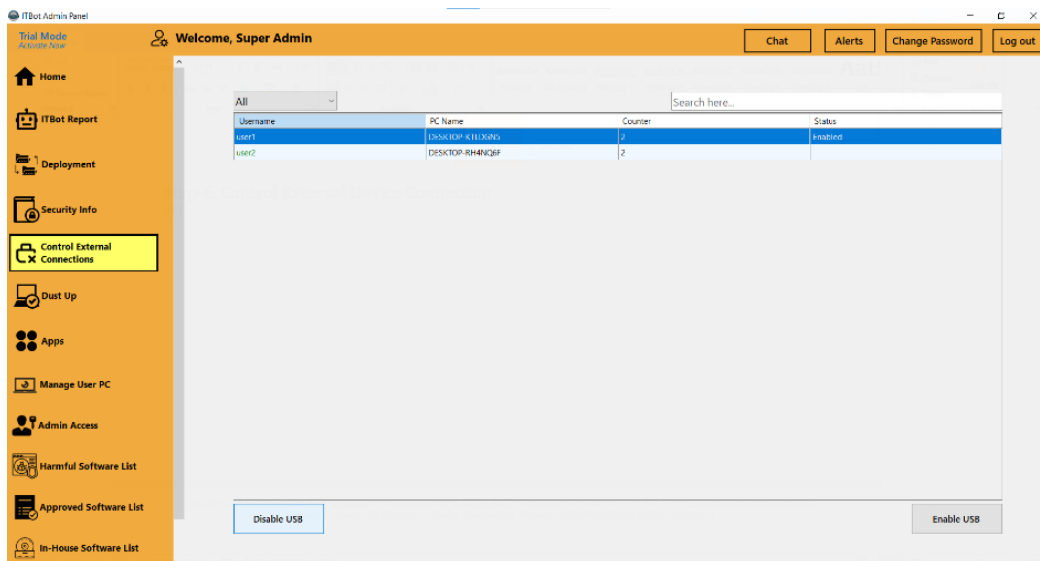 ITBot Admin Panel
Trial Mode
Activate Now
Welcome, Super Admin
Chat
Alerts
Change Password
Log out
Home
ITBot Report
Deployment
Security Info
Control External
Connections
Dust Up
Apps
Manage User PC
Admin Access
Harmful Software List
Approved Software List
In-House Software List
All
Search here...
Username PC Name Counter Status
user1 DESKTOP-KTLDGN5 2 Enabled
user2 DESKTOP-RH4NQ6F 2
Disable USB
Enable USB